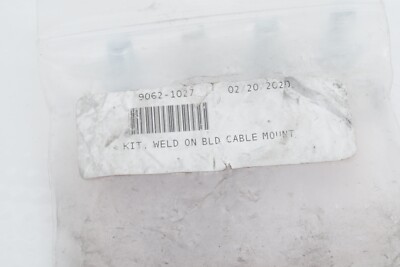 9062-1027 02/20/2020
KIT, WELD ON BLD CABLE MOUNT